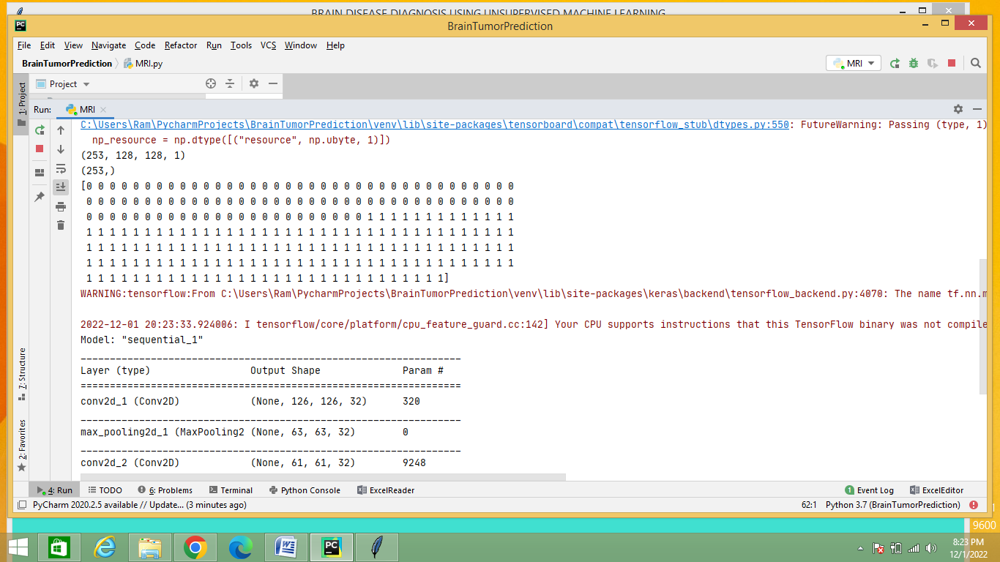 BRAIN DISEASE DIAGNOSIS USING UNSUPERVISED MACHINE LEARNING
PC BrainTumorPrediction
File Edit View Navigate Code Refactor Run Tools VCS Window Help
BrainTumorPrediction MRI.py MRI
1: Project
Project
Run: MRI
C:\Users\Ram\PycharmProjects\BrainTumorPrediction\venv\lib\site-packages\tensorboard\compat\tensorflow_stub\dtypes.py:550: FutureWarning: Passing (type, 1)
np_resource = np.dtype([("resource", np.ubyte, 1)])
(253, 128, 128, 1)
(253,)
[0 0 0 0 0 0 0 0 0 0 0 0 0 0 0 0 0 0 0 0 0 0 0 0 0 0 0 0 0 0 0 0 0 0 0 0 0
0 0 0 0 0 0 0 0 0 0 0 0 0 0 0 0 0 0 0 0 0 0 0 0 0 0 0 0 0 0 0 0 0 0 0 0 0
0 0 0 0 0 0 0 0 0 0 0 0 0 0 0 0 0 0 0 0 0 0 0 0 1 1 1 1 1 1 1 1 1 1 1 1 1
1 1 1 1 1 1 1 1 1 1 1 1 1 1 1 1 1 1 1 1 1 1 1 1 1 1 1 1 1 1 1 1 1 1 1 1 1
1 1 1 1 1 1 1 1 1 1 1 1 1 1 1 1 1 1 1 1 1 1 1 1 1 1 1 1 1 1 1 1 1 1 1 1 1
1 1 1 1 1 1 1 1 1 1 1 1 1 1 1 1 1 1 1 1 1 1 1 1 1 1 1 1 1 1 1 1 1 1 1 1 1
1 1 1 1 1 1 1 1 1 1 1 1 1 1 1 1 1 1 1 1 1 1 1 1 1 1 1 1 1 1 1]
WARNING:tensorflow:From C:\Users\Ram\PycharmProjects\BrainTumorPrediction\venv\lib\site-packages\keras\backend\tensorflow_backend.py:4070: The name tf.nn.m
2022-12-01 20:23:33.924006: I tensorflow/core/platform/cpu_feature_guard.cc:142] Your CPU supports instructions that this TensorFlow binary was not compile
Model: "sequential_1"
_________________________________________________________________
Layer (type) Output Shape Param #
=================================================================
conv2d_1 (Conv2D) (None, 126, 126, 32) 320
_________________________________________________________________
max_pooling2d_1 (MaxPooling2 (None, 63, 63, 32) 0
_________________________________________________________________
conv2d_2 (Conv2D) (None, 61, 61, 32) 9248
7: Structure
2: Favorites
4: Run TODO 6: Problems Terminal Python Console ExcelReader 1 Event Log ExcelEditor
PyCharm 2020.2.5 available // Update... (3 minutes ago) 62:1 Python 3.7 (BrainTumorPrediction)
9600
PC
8:23 PM
12/1/2022